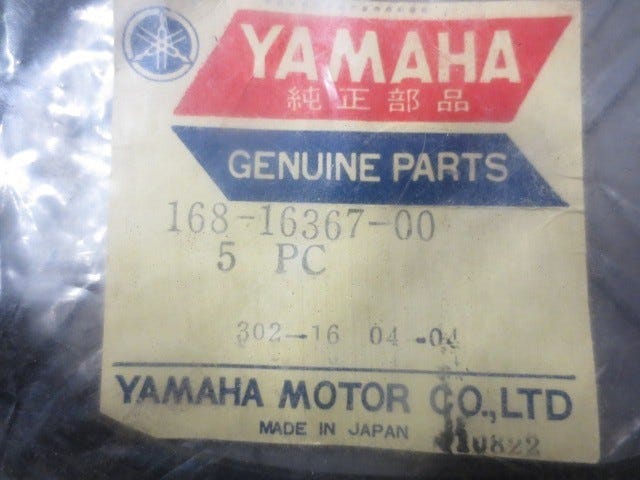 YAMAHA
純正部品
GENUINE PARTS
168-16367-00
5 PC
302-16 04-04
YAMAHA MOTOR CO.,LTD
MADE IN JAPAN
10822